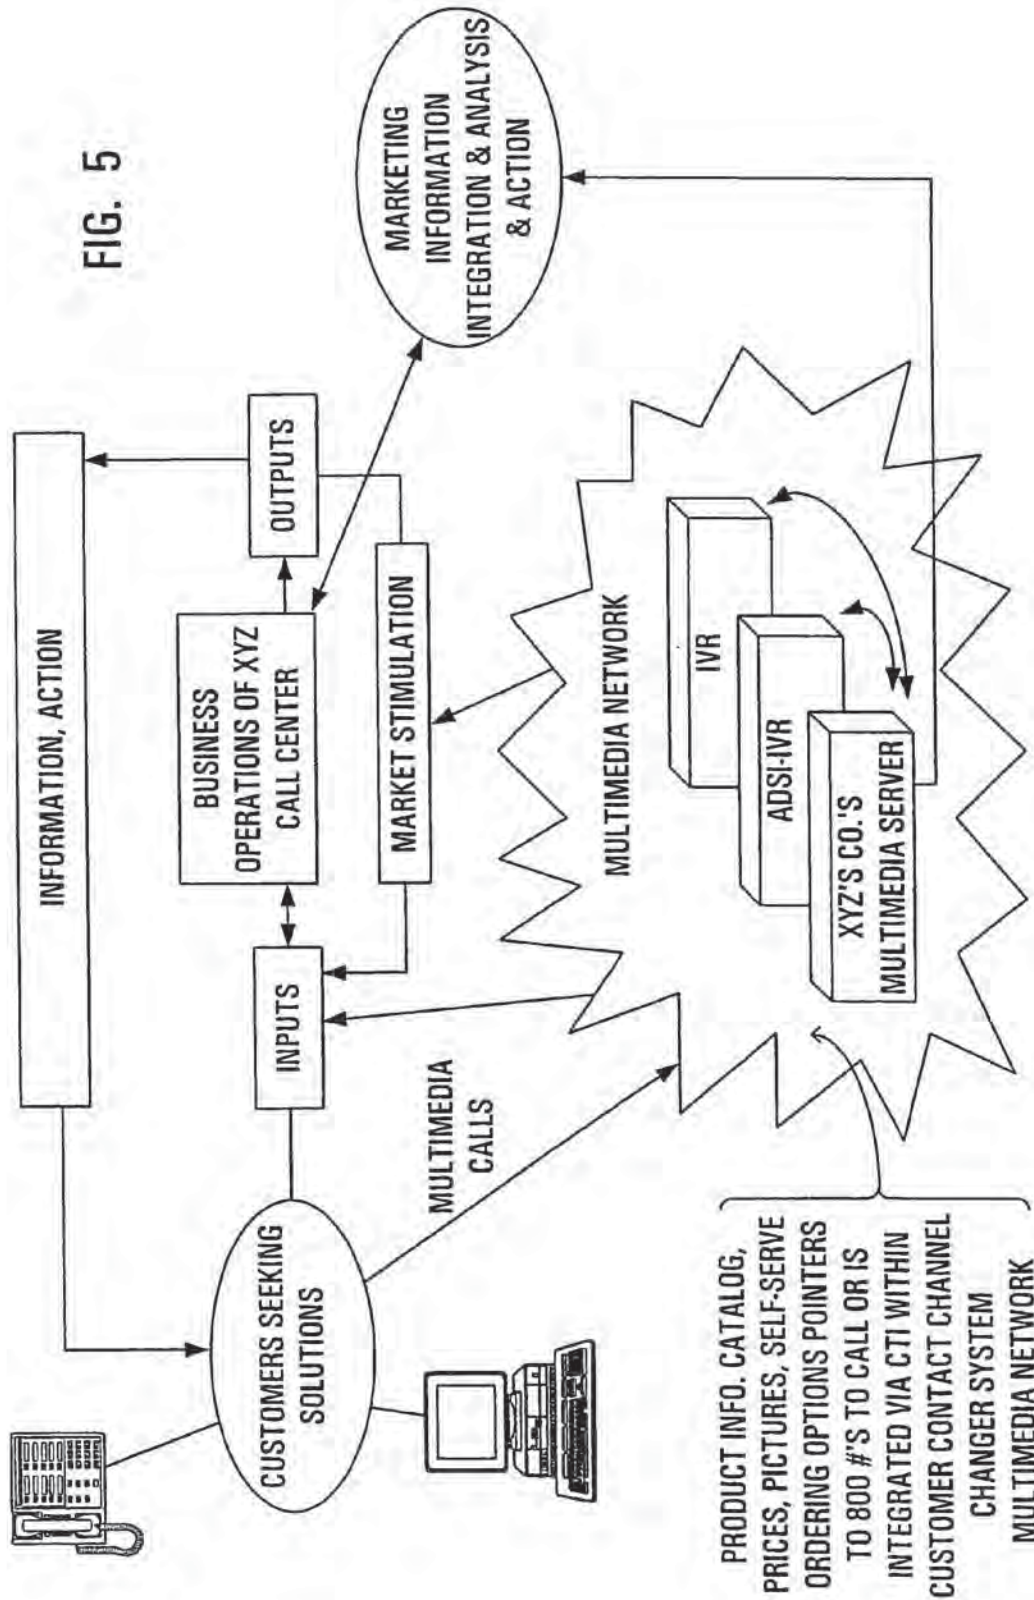 FIG. 5
INFORMATION, ACTION
CUSTOMERS SEEKING
SOLUTIONS
INPUTS
BUSINESS
OPERATIONS OF XYZ
CALL CENTER
OUTPUTS
MARKET STIMULATION
MARKETING
INFORMATION
INTEGRATION & ANALYSIS
& ACTION
MULTIMEDIA
CALLS
MULTIMEDIA NETWORK
IVR
ADSI-IVR
XYZ'S CO.'S
MULTIMEDIA SERVER
PRODUCT INFO. CATALOG,
PRICES, PICTURES, SELF-SERVE
ORDERING OPTIONS POINTERS
TO 800 #'S TO CALL OR IS
INTEGRATED VIA CTI WITHIN
CUSTOMER CONTACT CHANNEL
CHANGER SYSTEM
MULTIMEDIA NETWORK